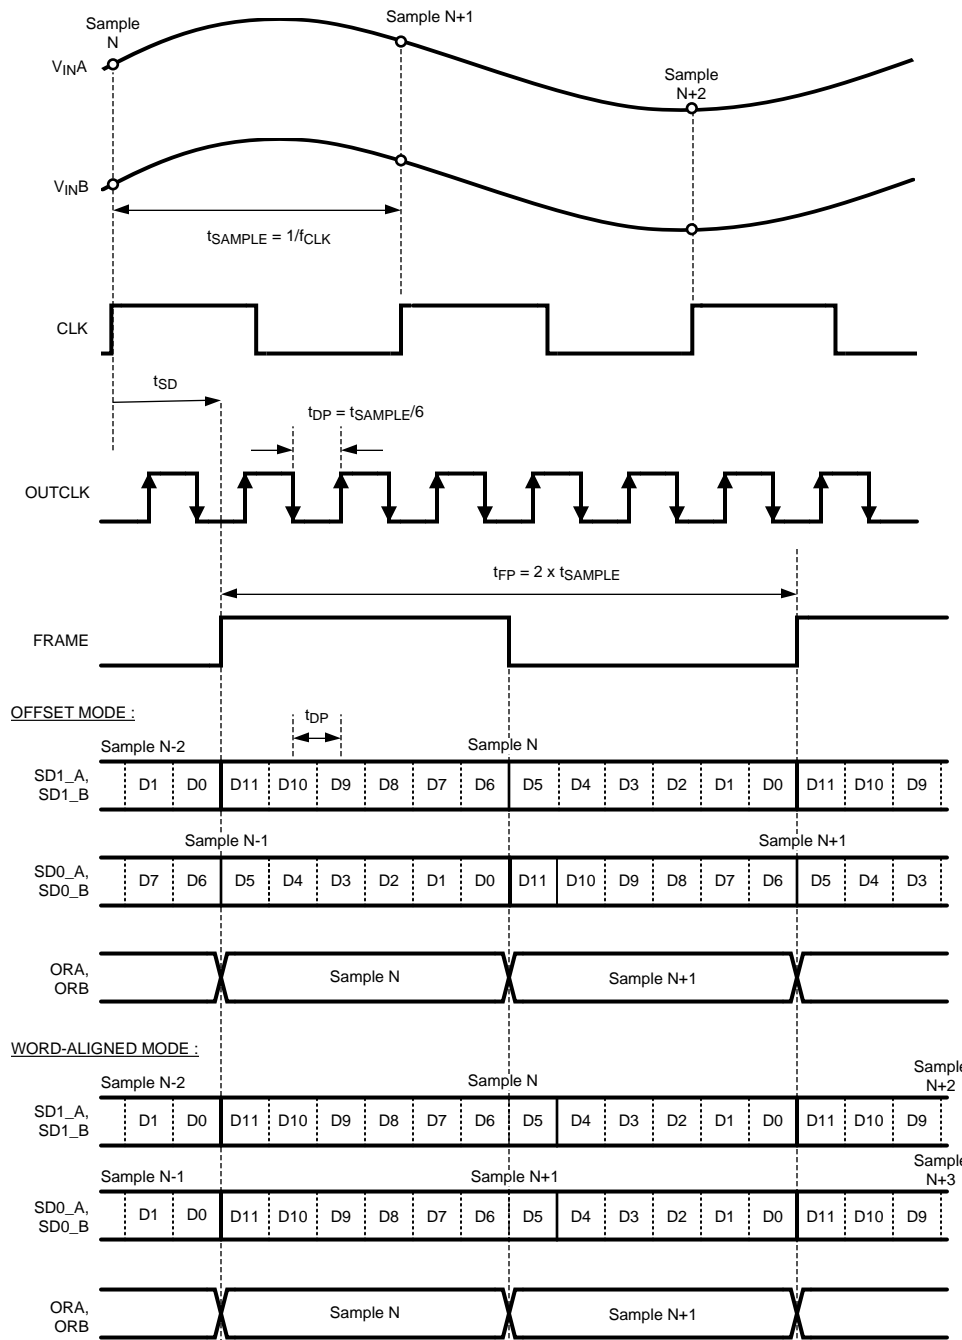 Sample
N
Sample N+1
VINA
Sample
N+2
VINB
tSAMPLE = 1/fCLK
CLK
tSD
tDP = tSAMPLE/6
OUTCLK
tFP = 2 x tSAMPLE
FRAME
OFFSET MODE :
tDP
Sample N-2 Sample N
SD1_A,
SD1_B
D1 D0 D11 D10 D9 D8 D7 D6 D5 D4 D3 D2 D1 D0 D11 D10 D9
Sample N-1 Sample N+1
SD0_A,
SD0_B
D7 D6 D5 D4 D3 D2 D1 D0 D11 D10 D9 D8 D7 D6 D5 D4 D3
ORA,
ORB
Sample N Sample N+1
WORD-ALIGNED MODE :
Sample N-2 Sample N Sample
N+2
SD1_A,
SD1_B
D1 D0 D11 D10 D9 D8 D7 D6 D5 D4 D3 D2 D1 D0 D11 D10 D9
Sample N-1 Sample N+1 Sample
N+3
SD0_A,
SD0_B
D1 D0 D11 D10 D9 D8 D7 D6 D5 D4 D3 D2 D1 D0 D11 D10 D9
ORA,
ORB
Sample N Sample N+1